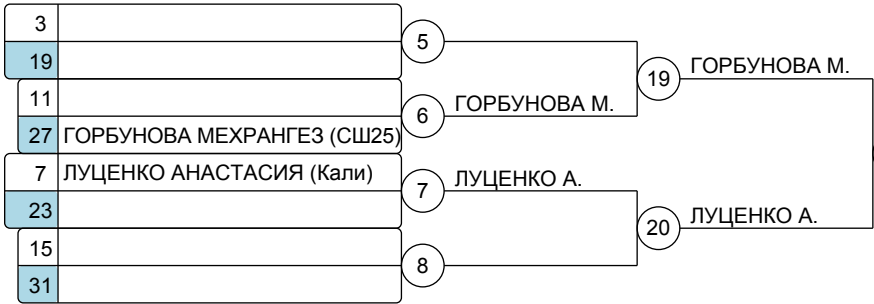 3
5
19
19 ГОРБУНОВА М.
11
6 ГОРБУНОВА М.
27 ГОРБУНОВА МЕХРАНГЕЗ (СШ25)
7 ЛУЦЕНКО АНАСТАСИЯ (Кали)
7 ЛУЦЕНКО А.
23
20 ЛУЦЕНКО А.
15
8
31